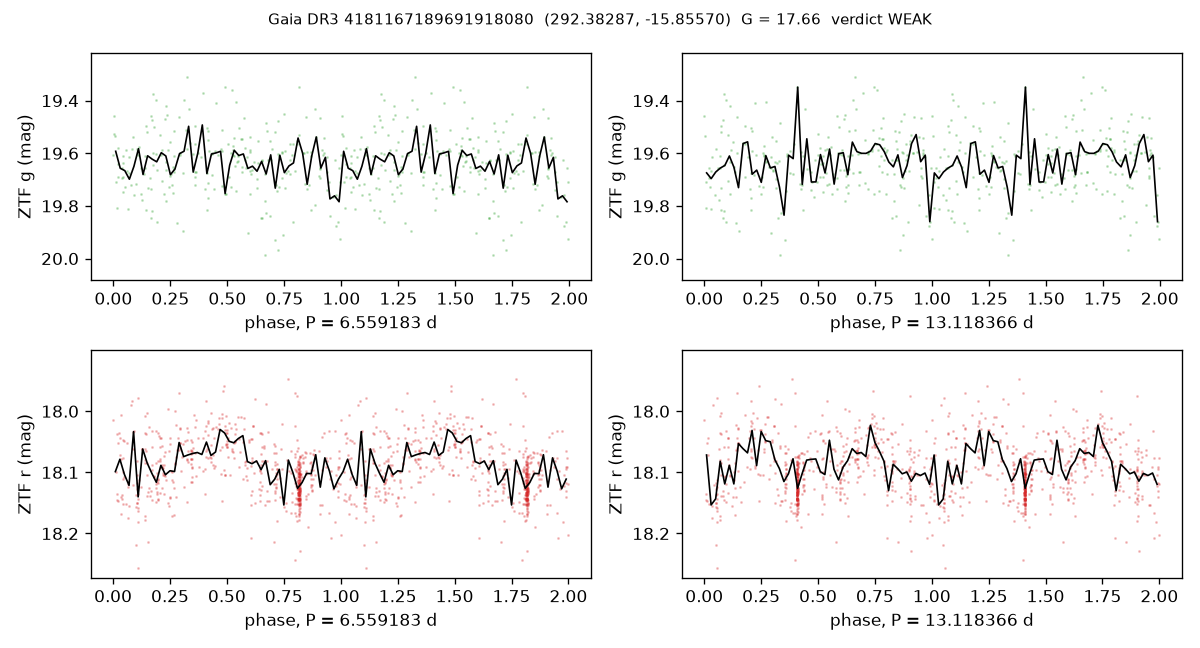 Gaia DR3 4181167189691918080 (292.38287, -15.85570) G = 17.66 verdict WEAK
ZTF g (mag)
19.4
19.6
19.8
20.0
0.00 0.25 0.50 0.75 1.00 1.25 1.50 1.75 2.00
phase, P = 6.559183 d
ZTF g (mag)
19.4
19.6
19.8
20.0
0.00 0.25 0.50 0.75 1.00 1.25 1.50 1.75 2.00
phase, P = 13.118366 d
ZTF r (mag)
18.0
18.1
18.2
0.00 0.25 0.50 0.75 1.00 1.25 1.50 1.75 2.00
phase, P = 6.559183 d
ZTF r (mag)
18.0
18.1
18.2
0.00 0.25 0.50 0.75 1.00 1.25 1.50 1.75 2.00
phase, P = 13.118366 d